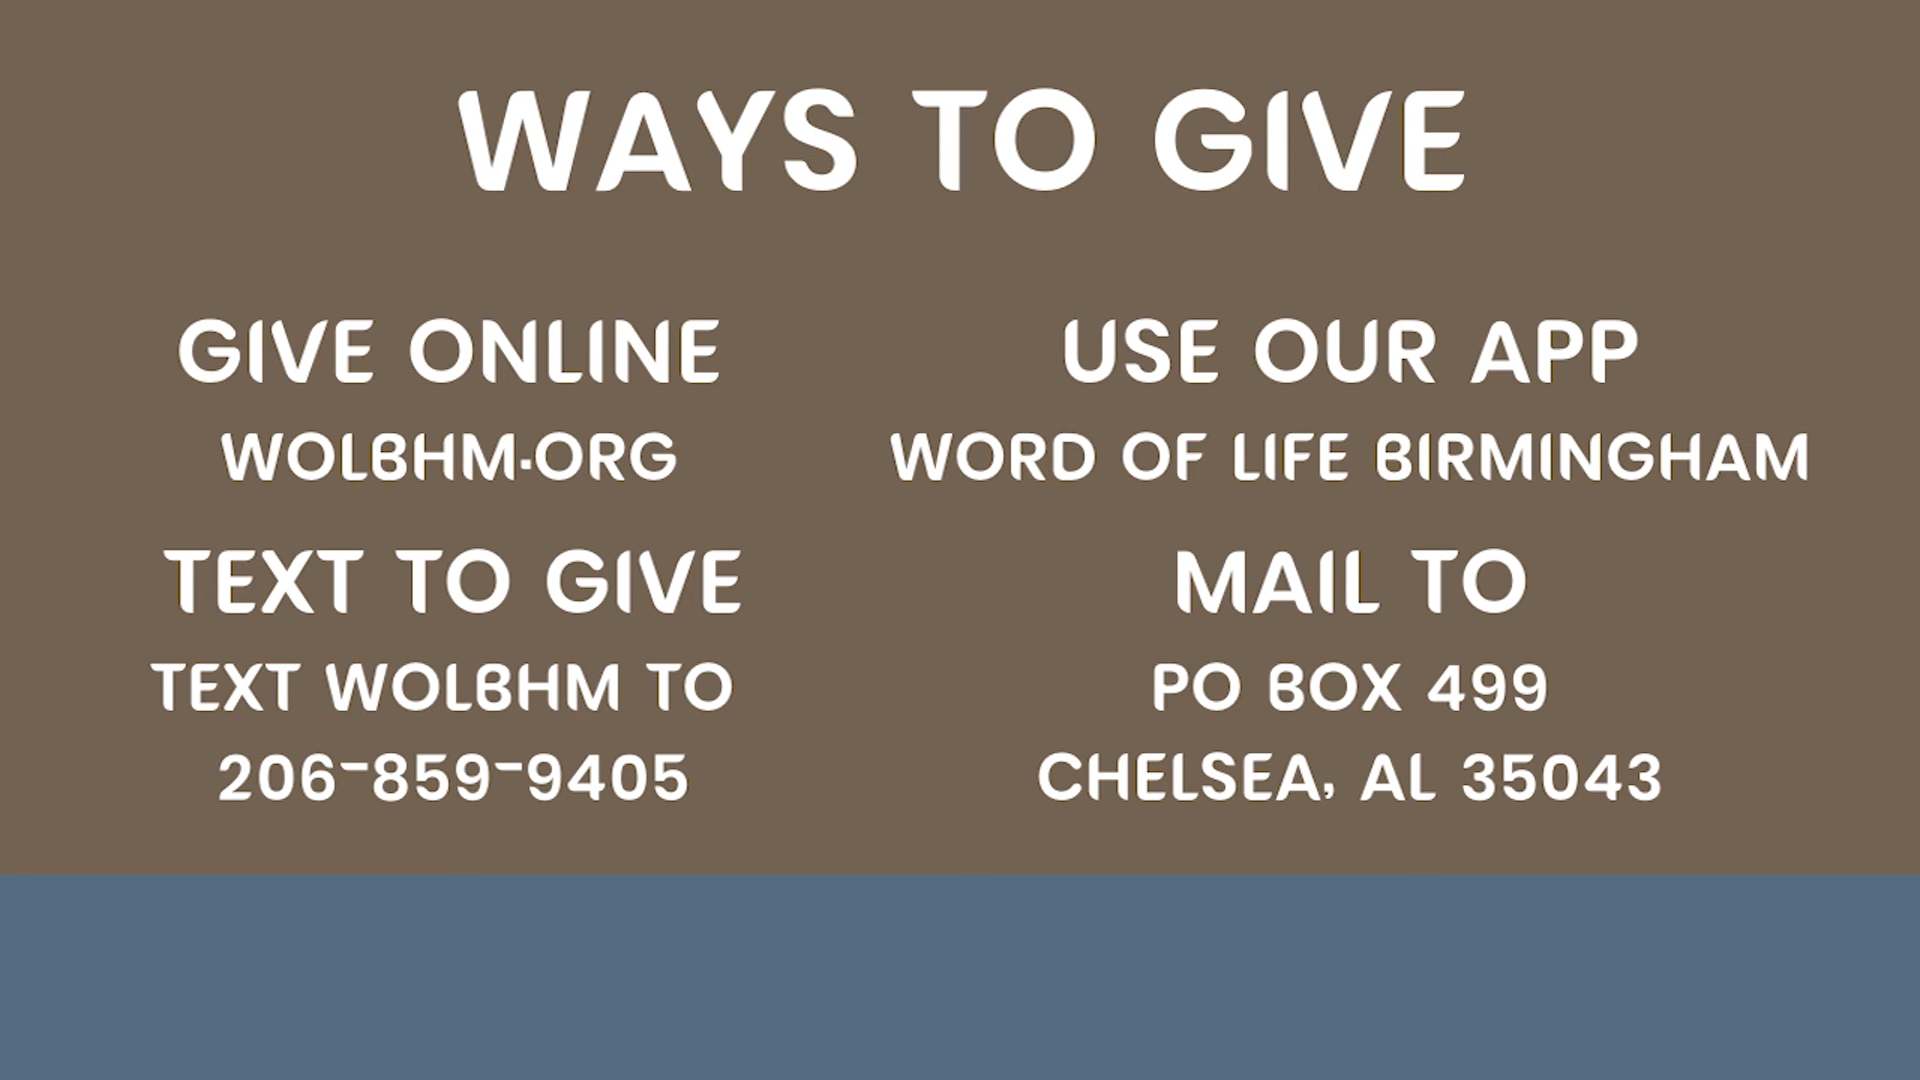 WAYS TO GIVE
GIVE ONLINE
WOLBHM.ORG
TEXT TO GIVE
TEXT WOLBHM TO
206-859-9405
USE OUR APP
WORD OF LIFE BIRMINGHAM
MAIL TO
PO BOX 499
CHELSEA, AL 35043